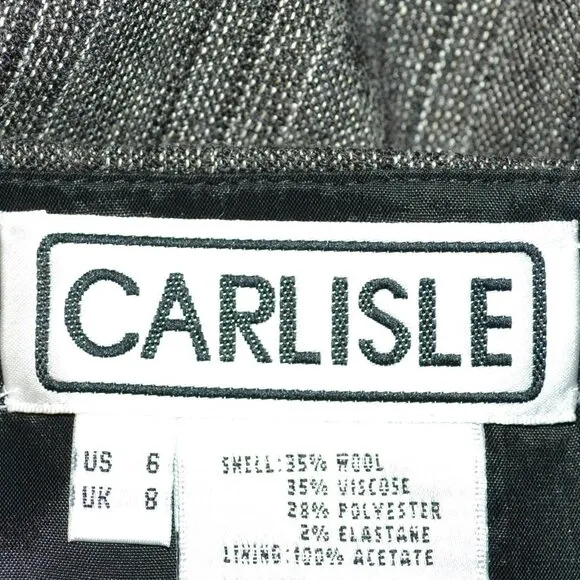 CARLISLE
US 6
UK 8
SHELL:35% WOOL
35% VISCOSE
28% POLYESTER
2% ELASTANE
LINING:100% ACETATE